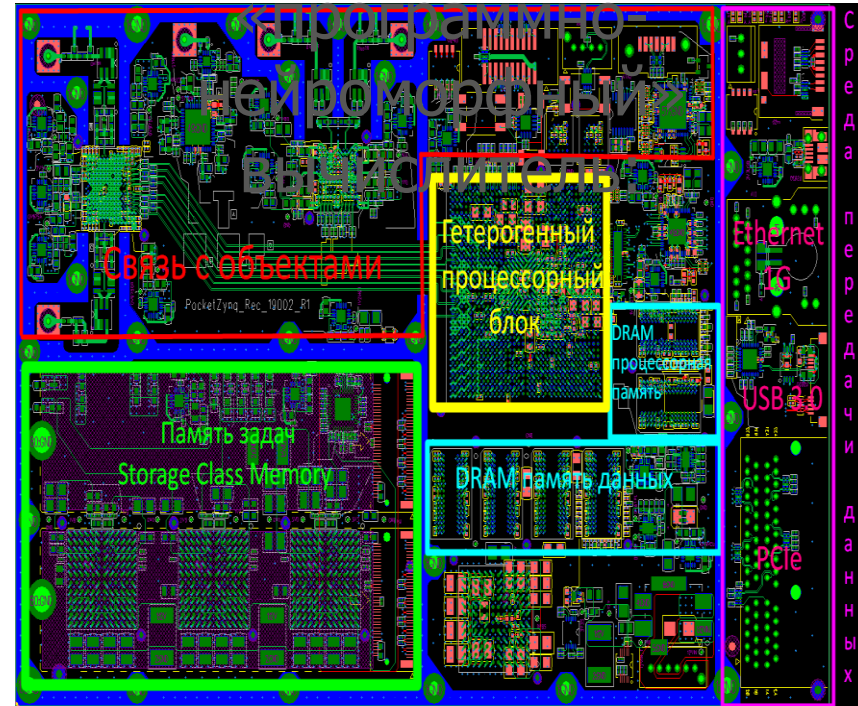 «программно-
нейроморфный»
вычислитель:
Связь с объектами
PocketZynq_Rec_19002_R1
Гетерогенный
процессорный
блок
DRAM
процессорная
память
DRAM память данных
Память задач
Storage Class Memory
Среда передачи данных
Ethernet
1G
USB 3.0
PCIe